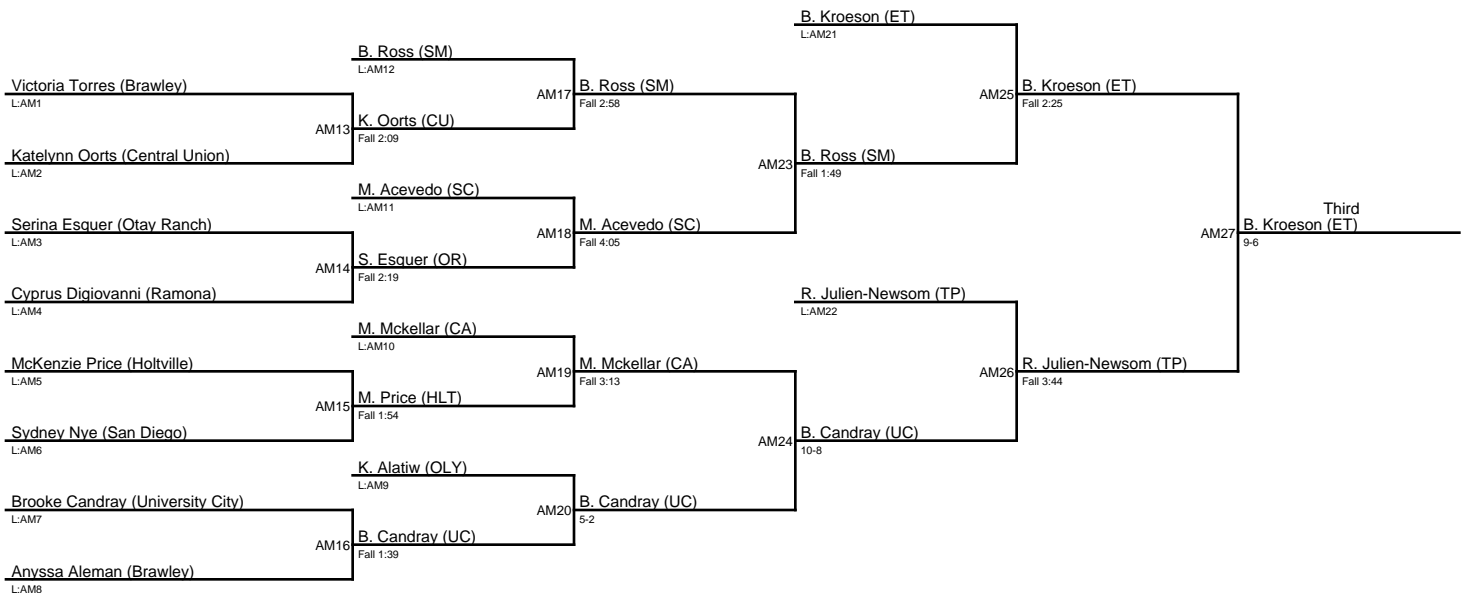 B. Kroeson (ET)
L:AM21
B. Ross (SM)
L:AM12
Victoria Torres (Brawley)
L:AM1
AM17
B. Ross (SM)
Fall 2:58
AM25
B. Kroeson (ET)
Fall 2:25
AM13
K. Oorts (CU)
Fall 2:09
Katelynn Oorts (Central Union)
L:AM2
AM23
B. Ross (SM)
Fall 1:49
M. Acevedo (SC)
L:AM11
Serina Esquer (Otay Ranch)
L:AM3
AM18
M. Acevedo (SC)
Fall 4:05
Third
AM27
B. Kroeson (ET)
9-6
AM14
S. Esquer (OR)
Fall 2:19
Cyprus Digiovanni (Ramona)
L:AM4
R. Julien-Newsom (TP)
L:AM22
M. Mckellar (CA)
L:AM10
McKenzie Price (Holtville)
L:AM5
AM19
M. Mckellar (CA)
Fall 3:13
AM26
R. Julien-Newsom (TP)
Fall 3:44
AM15
M. Price (HLT)
Fall 1:54
Sydney Nye (San Diego)
L:AM6
AM24
B. Candray (UC)
10-8
K. Alatiw (OLY)
L:AM9
Brooke Candray (University City)
L:AM7
AM20
B. Candray (UC)
5-2
AM16
B. Candray (UC)
Fall 1:39
Anyssa Aleman (Brawley)
L:AM8